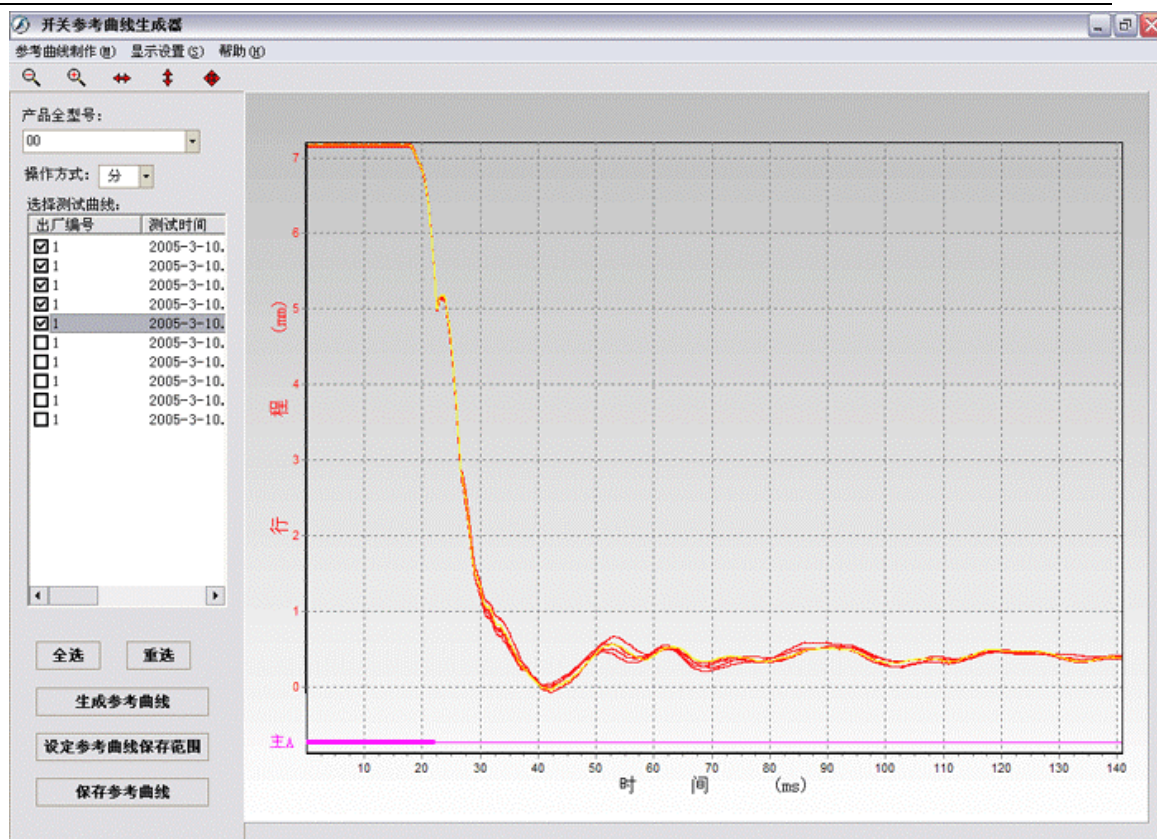 开关参考曲线生成器
参考曲线制作(M) 显示设置(S) 帮助(H)
产品全型号:
00
操作方式: 分
选择测试曲线:
出厂编号 测试时间
1 2005-3-10.
1 2005-3-10.
1 2005-3-10.
1 2005-3-10.
1 2005-3-10.
1 2005-3-10.
1 2005-3-10.
1 2005-3-10.
1 2005-3-10.
1 2005-3-10.
全选 重选
生成参考曲线
设定参考曲线保存范围
保存参考曲线
行 程 (mm)
7
6
5
4
3
2
1
0
主A
10 20 30 40 50 60 70 80 90 100 110 120 130 140
时 间 (ms)